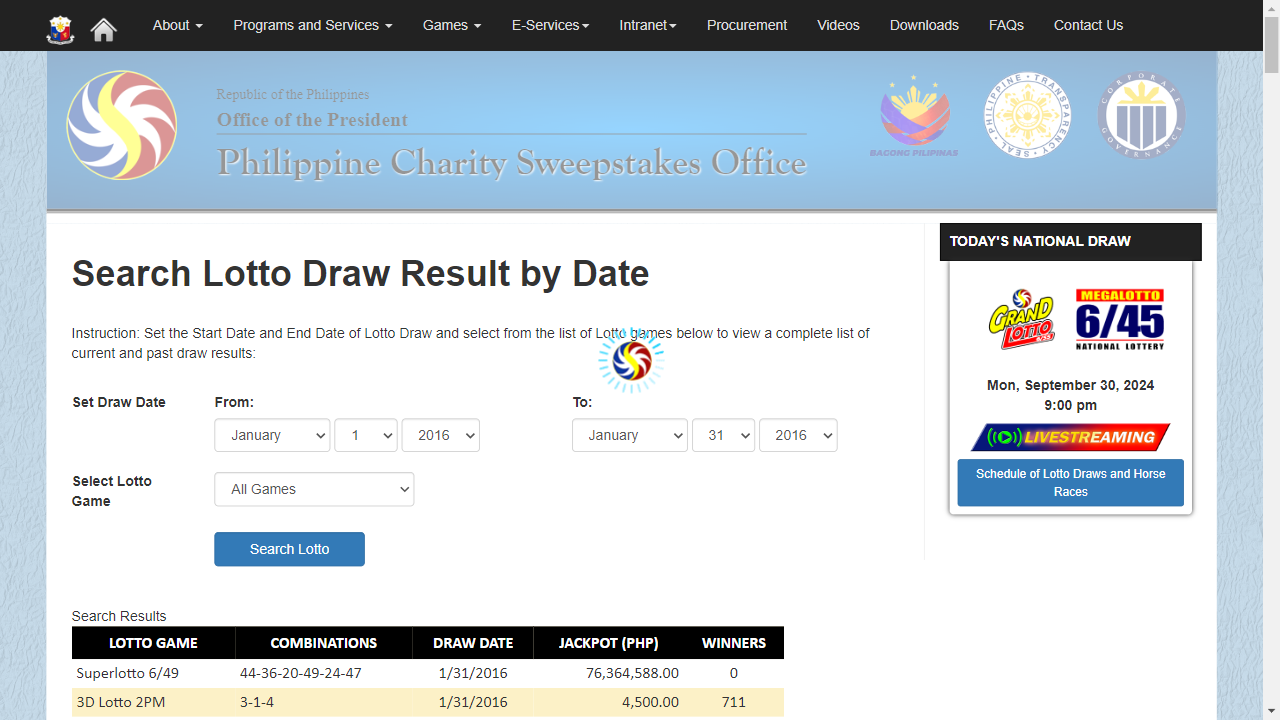 About Programs and Services Games E-Services Intranet Procurement Videos Downloads FAQs Contact Us
Republic of the Philippines
Office of the President
Philippine Charity Sweepstakes Office
BAGONG PILIPINAS
PHILIPPINE TRANSPARENCY SEAL
CORPORATE GOVERNANCE
Search Lotto Draw Result by Date
Instruction: Set the Start Date and End Date of Lotto Draw and select from the list of Lotto games below to view a complete list of
current and past draw results:
Set Draw Date From: To:
January 1 2016 January 31 2016
Select Lotto
Game
All Games
Search Lotto
Search Results
LOTTO GAME COMBINATIONS DRAW DATE JACKPOT (PHP) WINNERS
Superlotto 6/49 44-36-20-49-24-47 1/31/2016 76,364,588.00 0
3D Lotto 2PM 3-1-4 1/31/2016 4,500.00 711
TODAY'S NATIONAL DRAW
GRAND
LOTTO
6/55
MEGALOTTO
6/45
NATIONAL LOTTERY
Mon, September 30, 2024
9:00 pm
LIVESTREAMING
Schedule of Lotto Draws and Horse
Races